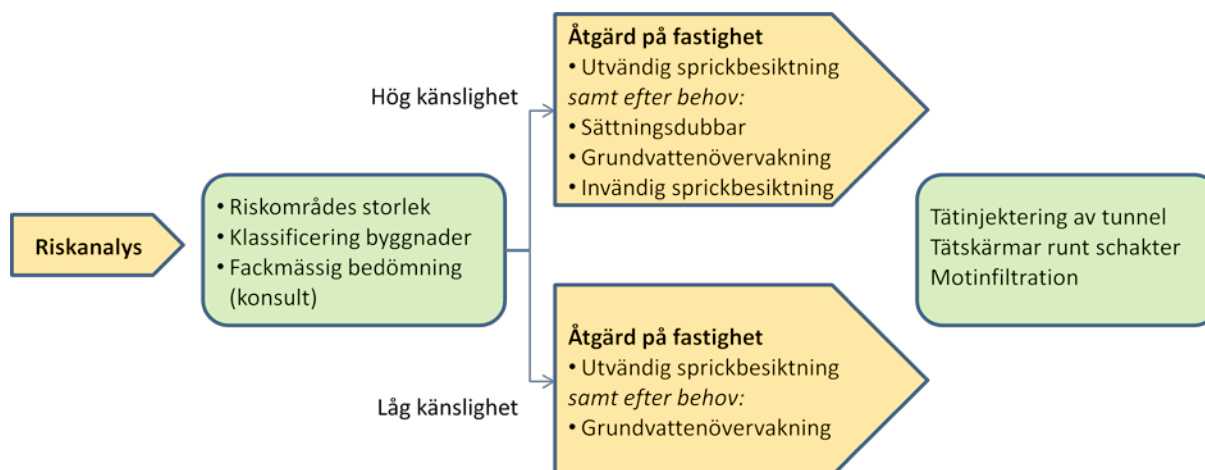 Riskanalys
• Riskområdes storlek
• Klassificering byggnader
• Fackmässig bedömning
(konsult)
Hög känslighet
Åtgärd på fastighet
• Utvändig sprickbesiktning
samt efter behov:
• Sättningsdubbar
• Grundvattenövervakning
• Invändig sprickbesiktning
Låg känslighet
Åtgärd på fastighet
• Utvändig sprickbesiktning
samt efter behov:
• Grundvattenövervakning
Tätinjektering av tunnel
Tätskärmar runt schakter
Motinfiltration